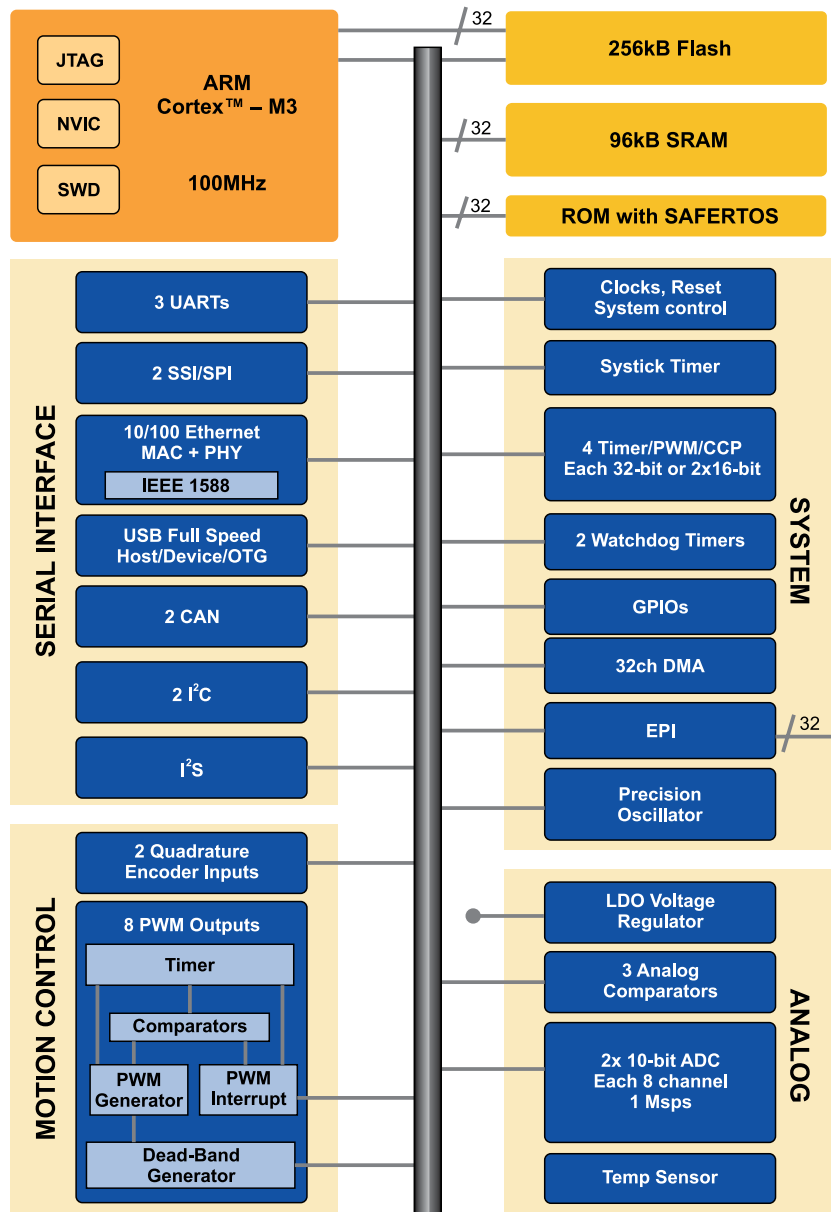 JTAG
NVIC
SWD
ARM
Cortex™ – M3
100MHz
32
256kB Flash
32
96kB SRAM
32
ROM with SAFERTOS
SERIAL INTERFACE
3 UARTs
2 SSI/SPI
10/100 Ethernet
MAC + PHY
IEEE 1588
USB Full Speed
Host/Device/OTG
2 CAN
2 I²C
I²S
SYSTEM
Clocks, Reset
System control
Systick Timer
4 Timer/PWM/CCP
Each 32-bit or 2x16-bit
2 Watchdog Timers
GPIOs
32ch DMA
EPI
32
Precision
Oscillator
MOTION CONTROL
2 Quadrature
Encoder Inputs
8 PWM Outputs
Timer
Comparators
PWM
Generator
PWM
Interrupt
Dead-Band
Generator
ANALOG
LDO Voltage
Regulator
3 Analog
Comparators
2x 10-bit ADC
Each 8 channel
1 Msps
Temp Sensor